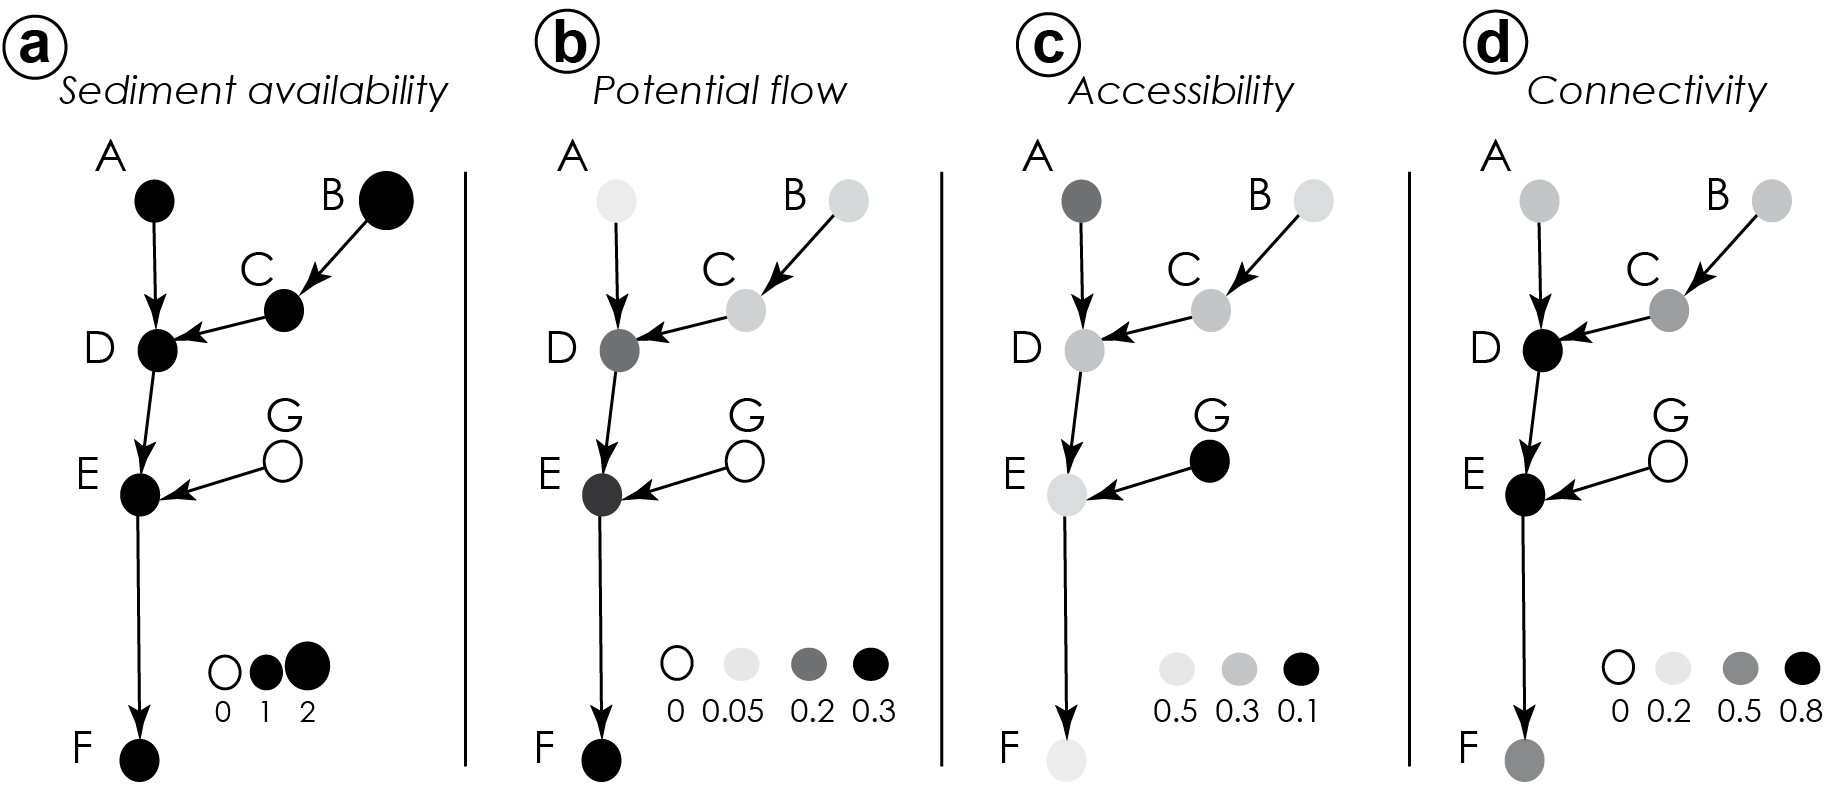 a
Sediment availability
A
B
C
D
G
E
0 1 2
F
b
Potential flow
A
B
C
D
G
E
0 0.05 0.2 0.3
F
c
Accessibility
A
B
C
D
G
E
0.5 0.3 0.1
F
d
Connectivity
A
B
C
D
G
E
0 0.2 0.5 0.8
F